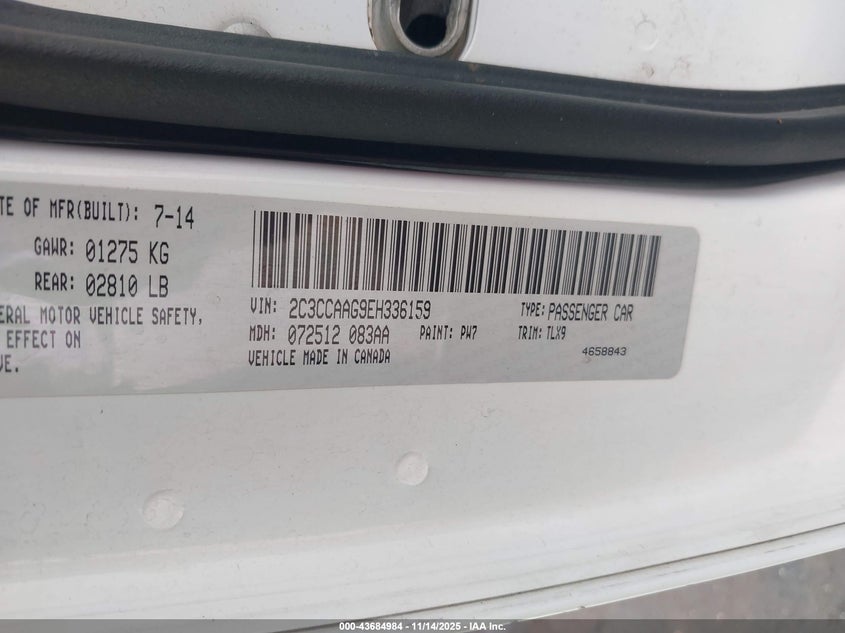 TE OF MFR(BUILT): 7-14
GAWR: 01275 KG
REAR: 02810 LB
ERAL MOTOR VEHICLE SAFETY,
EFFECT ON
VE.
VIN: 2C3CCAAG9EH336159 TYPE: PASSENGER CAR
MDH: 072512 083AA PAINT: PW7 TRIM: TLX9
VEHICLE MADE IN CANADA 4658843
000-43684984 - 11/14/2025 - IAA Inc.